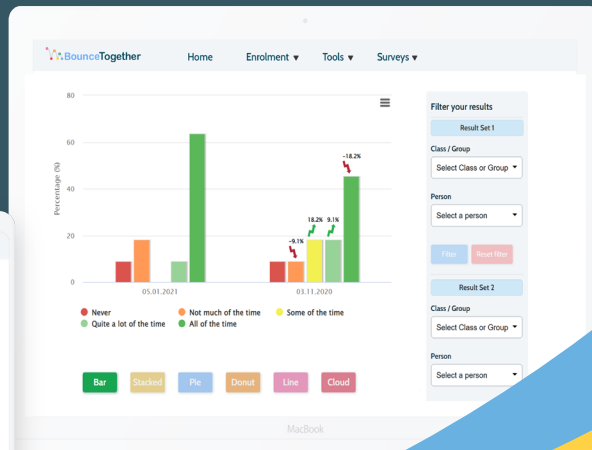 BounceTogether Home Enrolment ▼ Tools ▼ Surveys ▼
80
60
40
20
0
Percentage (%)
-9.1%
18.2% 9.1%
-18.2%
05.01.2021 03.11.2020
Never Not much of the time Some of the time
Quite a lot of the time All of the time
Bar Stacked Pie Donut Line Cloud
Filter your results
Result Set 1
Class / Group
Select Class or Group
Person
Select a person
Filter Reset filter
Result Set 2
Class / Group
Select Class or Group
Person
Select a person
MacBook